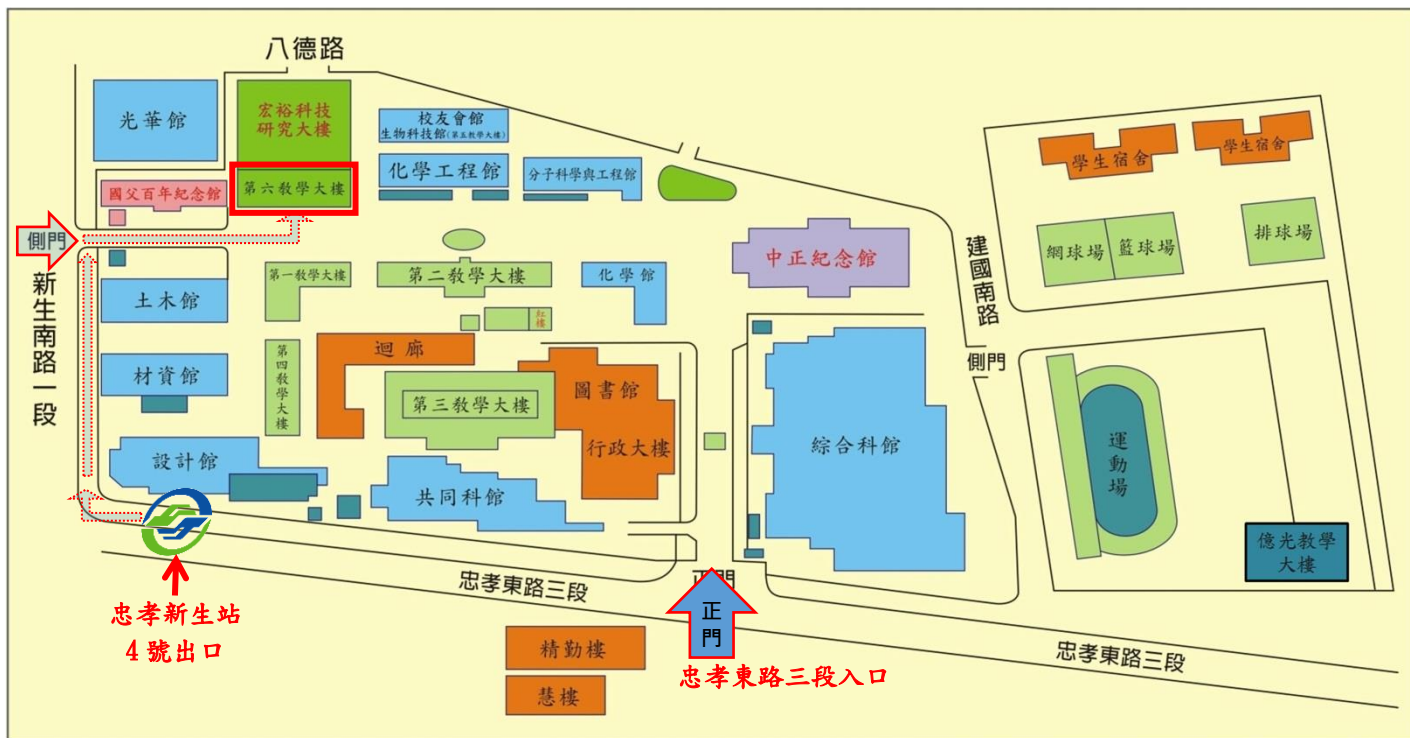 八德路
光華館
宏裕科技
研究大樓
校友會館
生物科技館(第五教學大樓)
化學工程館
分子科學與工程館
國父百年紀念館
第六教學大樓
學生宿舍
學生宿舍
網球場
籃球場
排球場
側門
新生南路一段
土木館
第一教學大樓
第二教學大樓
化學館
中正紀念館
建國南路
側門
紅樓
材資館
第四教學大樓
迴廊
第三教學大樓
圖書館
行政大樓
綜合科館
運動場
設計館
共同科館
億光教學
大樓
忠孝東路三段
正門
正門
忠孝新生站
4號出口
精勤樓
慧樓
忠孝東路三段入口
忠孝東路三段